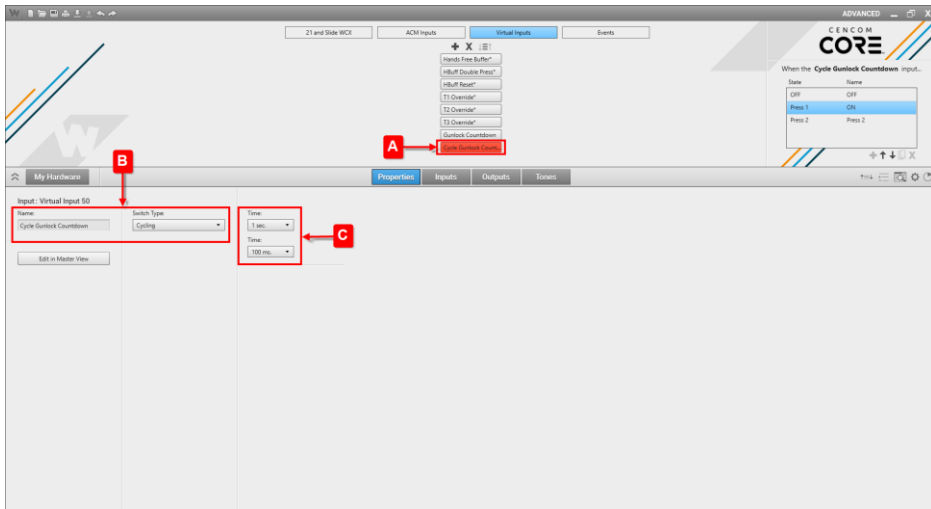 ADVANCED
21 and Slide WCX
ACM Inputs
Virtual Inputs
Events
CENCOM
CORE
Hands Free Buffer*
HBuff Double Press*
HBuff Reset*
T1 Override*
T2 Override*
T3 Override*
Gunlock Countdown
Cycle Gunlock Count...
A
When the Cycle Gunlock Countdown input..
State Name
OFF OFF
Press 1 ON
Press 2 Press 2
B
My Hardware
Properties
Inputs
Outputs
Tones
Input: Virtual Input 50
Name:
Cycle Gunlock Countdown
Switch Type:
Cycling
Time:
1 sec.
Time:
100 ms.
C
Edit in Master View